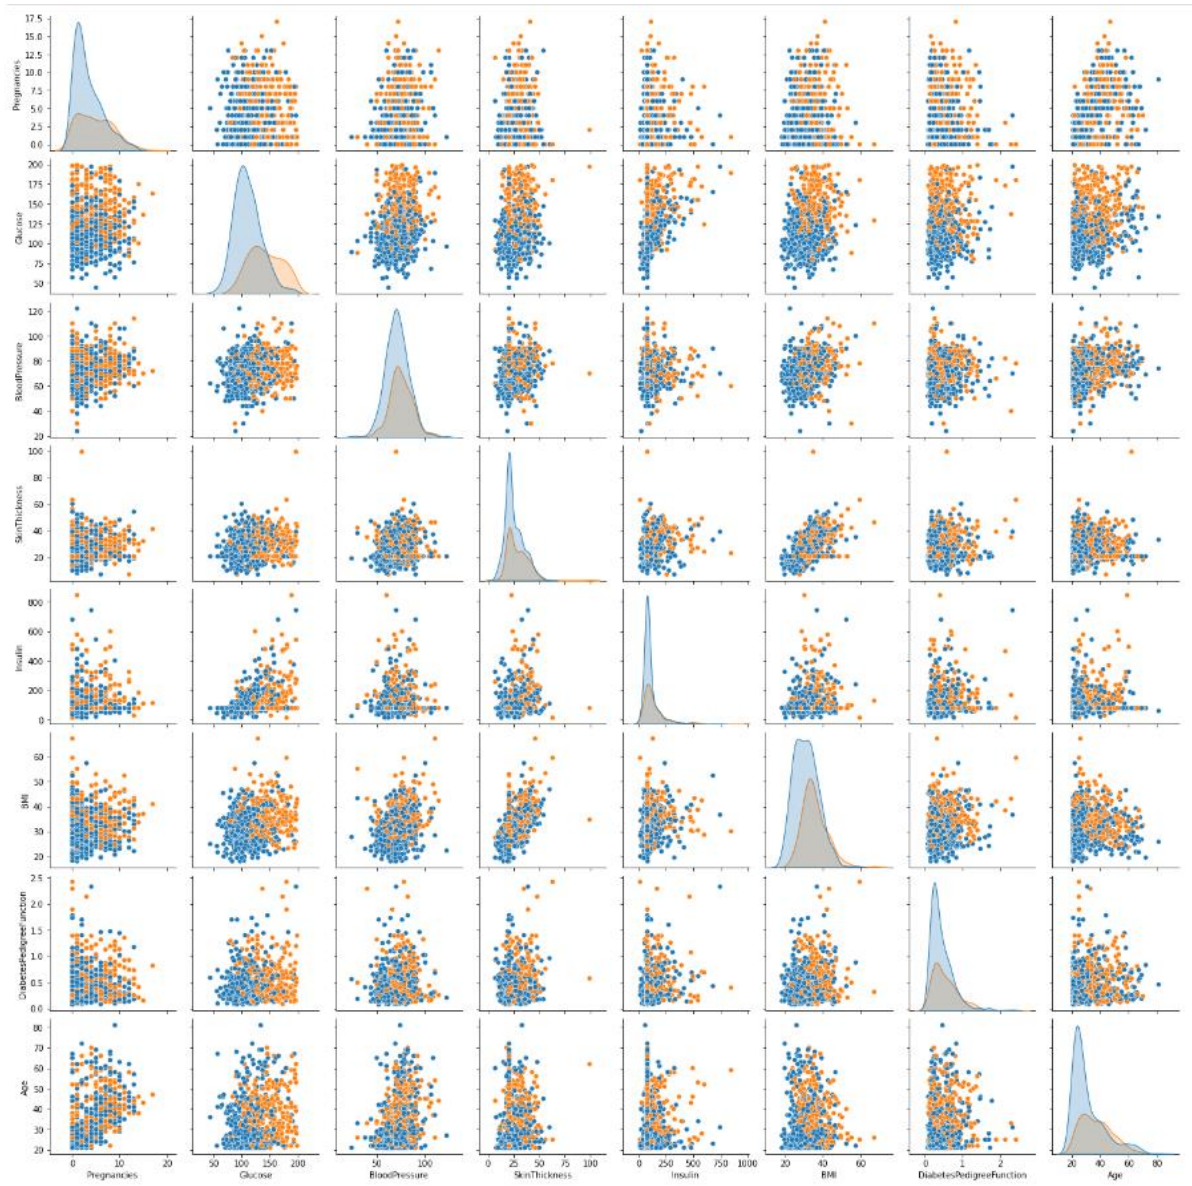 17.5
15.0
12.5
10.0
7.5
5.0
2.5
0.0
Pregnancies
200
175
150
125
100
75
50
Glucose
120
100
80
60
40
20
BloodPressure
100
80
60
40
20
SkinThickness
800
600
400
200
0
Insulin
60
50
40
30
20
BMI
2.5
2.0
1.5
1.0
0.5
0.0
DiabetesPedigreeFunction
80
70
60
50
40
30
20
Age
0 10 20
Pregnancies
50 100 150 200
Glucose
50 100
BloodPressure
0 25 50 75 100
SkinThickness
0 250 500 750 1000
Insulin
20 40 60
BMI
0 1 2
DiabetesPedigreeFunction
20 40 60 80
Age